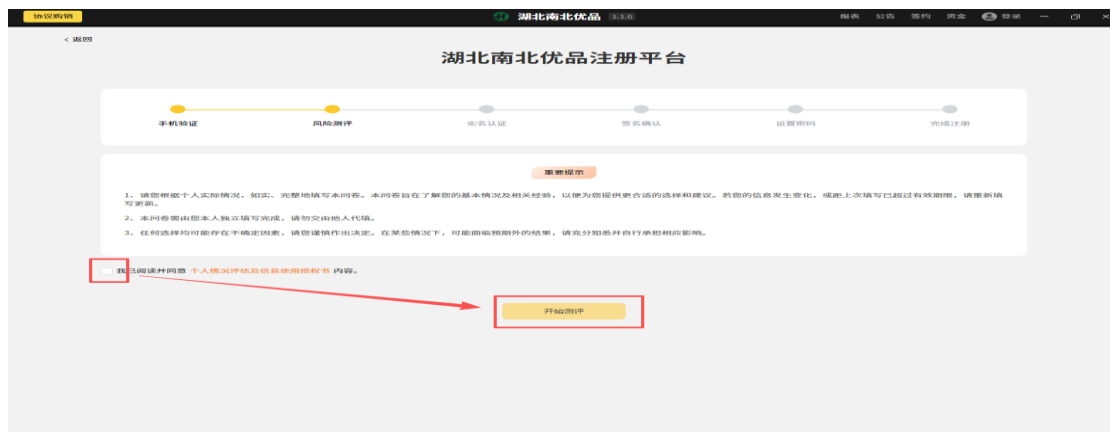 协议购销
湖北南北优品 1.1.6
报表 公告 签约 资金 登录
< 返回
湖北南北优品注册平台
手机验证 风险测评 实名认证 签名确认 设置密码 完成注册
重要提示
1、请您根据个人实际情况，如实、完整地填写本问卷。本问卷旨在了解您的基本情况及相关经验，以便为您提供更合适的选择和建议。若您的信息发生变化，或距上次填写已超过有效期限，请重新填
写更新。
2、本问卷需由您本人独立填写完成，请勿交由他人代填。
3、任何选择均可能存在不确定因素，请您谨慎作出决定。在某些情况下，可能面临预期外的结果，请充分知悉并自行承担相应影响。
我已阅读并同意 个人情况评估及信息使用授权书 内容。
开始测评